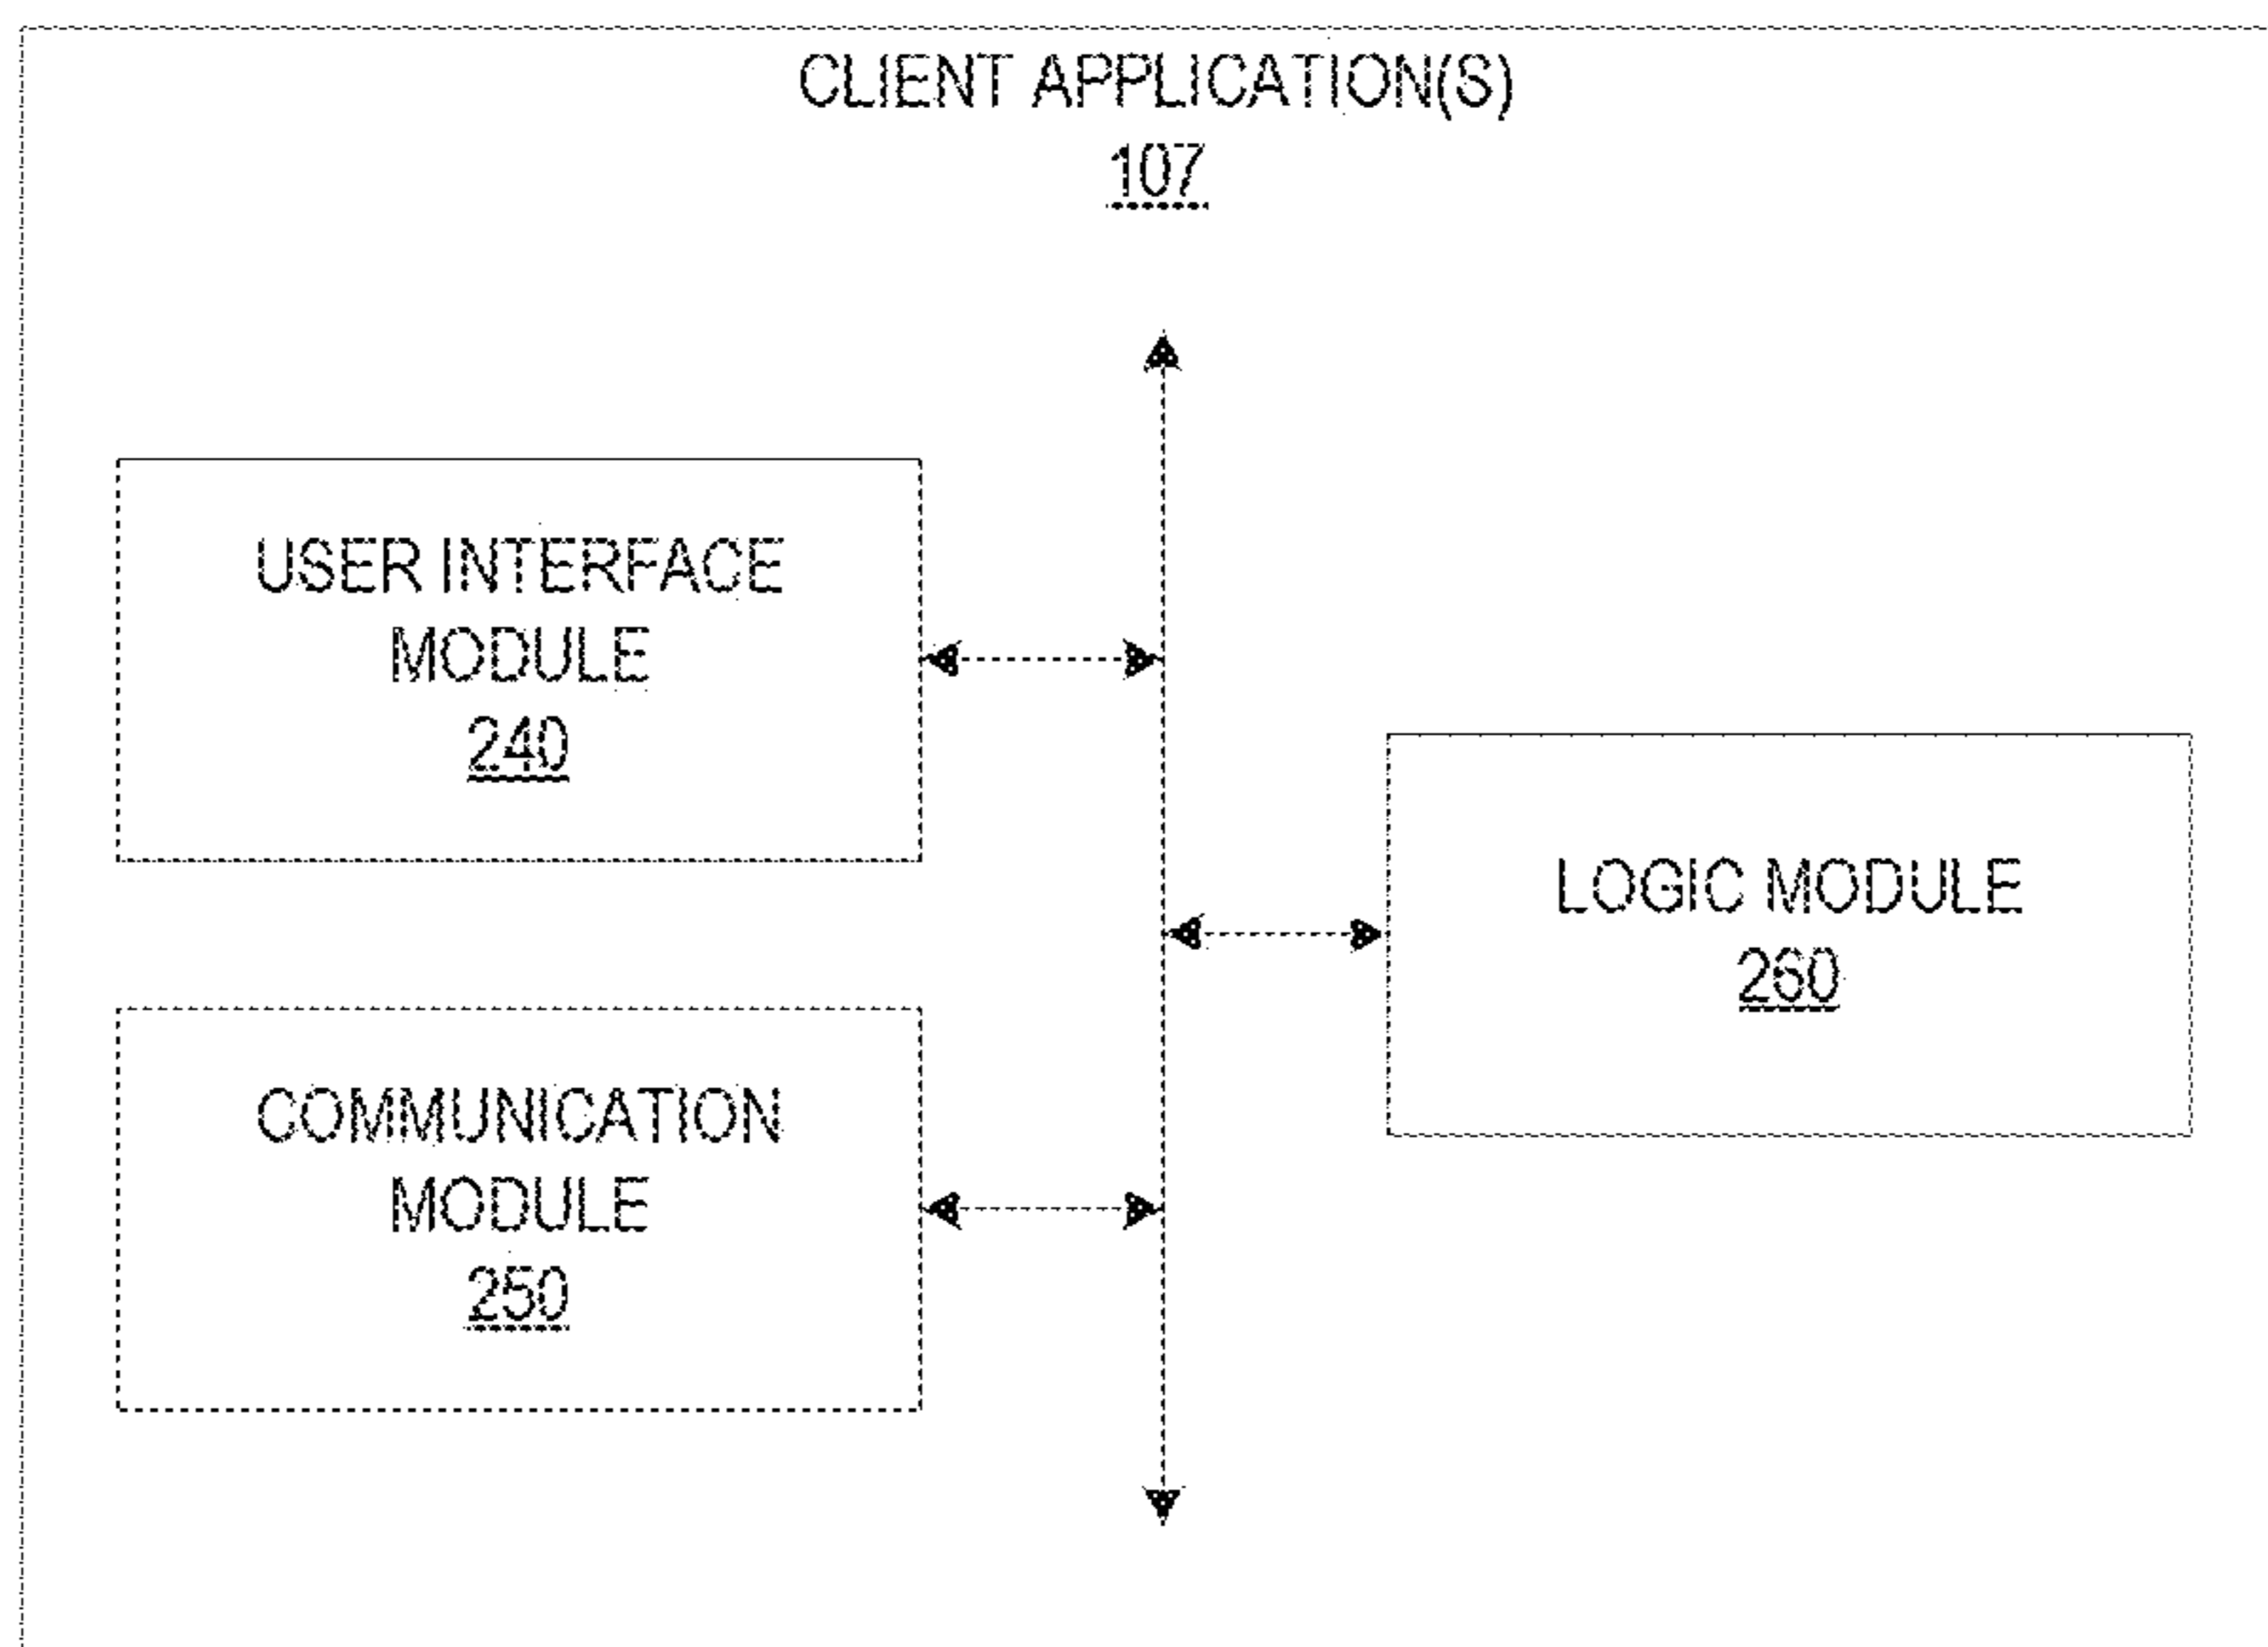 CLIENT APPLICATION(S)
107
USER INTERFACE
MODULE
240
LOGIC MODULE
260
COMMUNICATION
MODULE
250